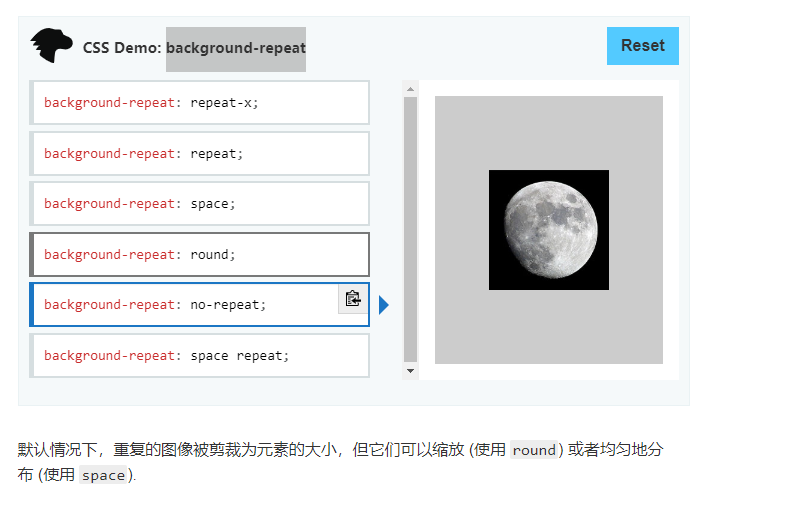 CSS Demo: background-repeat
Reset
background-repeat: repeat-x;
background-repeat: repeat;
background-repeat: space;
background-repeat: round;
background-repeat: no-repeat;
background-repeat: space repeat;
默认情况下，重复的图像被剪裁为元素的大小，但它们可以缩放 (使用 round) 或者均匀地分
布 (使用 space).